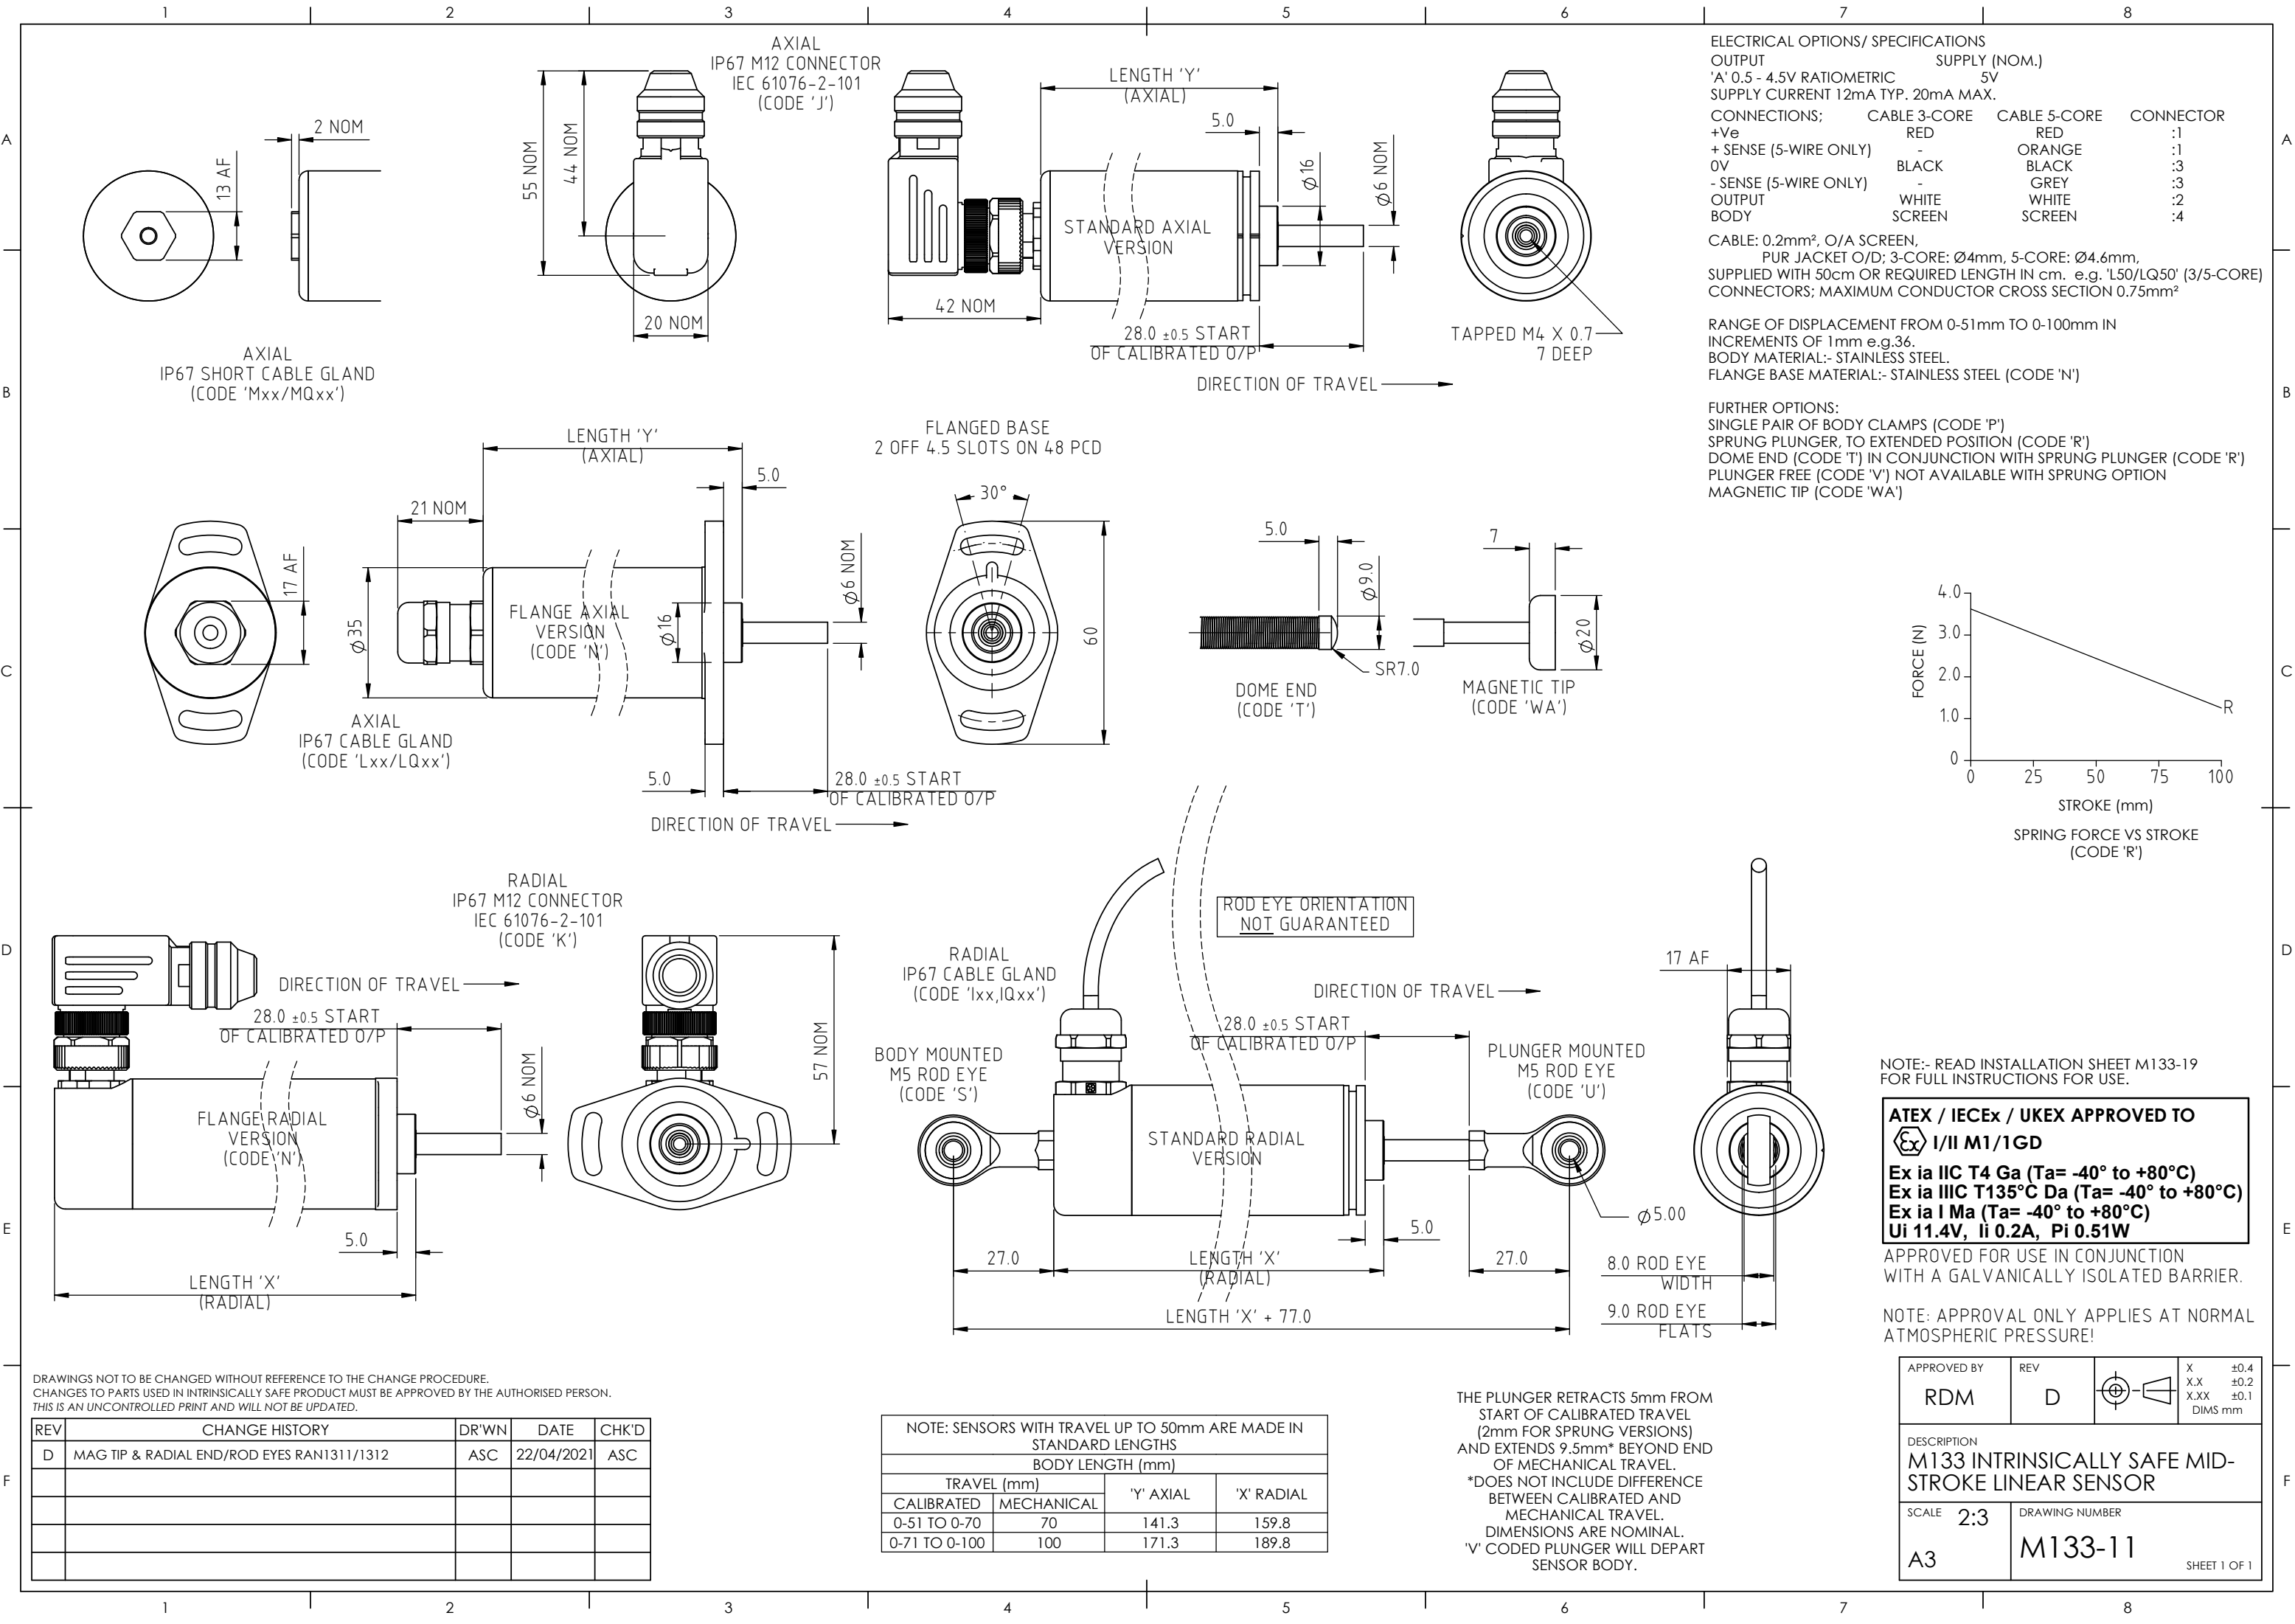 1 2 3 4 5 6 7 8
A
B
C
D
E
F
A
B
C
D
E
F
2 NOM
13 AF
AXIAL
IP67 SHORT CABLE GLAND
(CODE 'Mxx/MQxx')
AXIAL
IP67 M12 CONNECTOR
IEC 61076-2-101
(CODE 'J')
55 NOM
44 NOM
20 NOM
LENGTH 'Y'
(AXIAL)
5.0
Ø16
Ø6 NOM
STANDARD AXIAL
VERSION
42 NOM
28.0 ±0.5 START
OF CALIBRATED O/P
DIRECTION OF TRAVEL
TAPPED M4 X 0.7
7 DEEP
ELECTRICAL OPTIONS/ SPECIFICATIONS
OUTPUT SUPPLY (NOM.)
'A' 0.5 - 4.5V RATIOMETRIC 5V
SUPPLY CURRENT 12mA TYP. 20mA MAX.
CONNECTIONS; CABLE 3-CORE CABLE 5-CORE CONNECTOR
+Ve RED RED :1
+ SENSE (5-WIRE ONLY) - ORANGE :1
0V BLACK BLACK :3
- SENSE (5-WIRE ONLY) - GREY :3
OUTPUT WHITE WHITE :2
BODY SCREEN SCREEN :4
CABLE: 0.2mm², O/A SCREEN,
PUR JACKET O/D; 3-CORE: Ø4mm, 5-CORE: Ø4.6mm,
SUPPLIED WITH 50cm OR REQUIRED LENGTH IN cm. e.g. 'L50/LQ50' (3/5-CORE)
CONNECTORS; MAXIMUM CONDUCTOR CROSS SECTION 0.75mm²
RANGE OF DISPLACEMENT FROM 0-51mm TO 0-100mm IN
INCREMENTS OF 1mm e.g.36.
BODY MATERIAL:- STAINLESS STEEL.
FLANGE BASE MATERIAL:- STAINLESS STEEL (CODE 'N')
FURTHER OPTIONS:
SINGLE PAIR OF BODY CLAMPS (CODE 'P')
SPRUNG PLUNGER, TO EXTENDED POSITION (CODE 'R')
DOME END (CODE 'T') IN CONJUNCTION WITH SPRUNG PLUNGER (CODE 'R')
PLUNGER FREE (CODE 'V') NOT AVAILABLE WITH SPRUNG OPTION
MAGNETIC TIP (CODE 'WA')
LENGTH 'Y'
(AXIAL)
5.0
21 NOM
17 AF
Ø35
FLANGE AXIAL
VERSION
(CODE 'N')
Ø16
Ø6 NOM
AXIAL
IP67 CABLE GLAND
(CODE 'Lxx/LQxx')
5.0
28.0 ±0.5 START
OF CALIBRATED O/P
DIRECTION OF TRAVEL
FLANGED BASE
2 OFF 4.5 SLOTS ON 48 PCD
30°
60
5.0
Ø9.0
SR7.0
DOME END
(CODE 'T')
7
Ø20
MAGNETIC TIP
(CODE 'WA')
FORCE (N)
4.0
3.0
2.0
1.0
0
0 25 50 75 100
R
STROKE (mm)
SPRING FORCE VS STROKE
(CODE 'R')
RADIAL
IP67 M12 CONNECTOR
IEC 61076-2-101
(CODE 'K')
DIRECTION OF TRAVEL
28.0 ±0.5 START
OF CALIBRATED O/P
Ø6 NOM
57 NOM
FLANGE RADIAL
VERSION
(CODE 'N')
5.0
LENGTH 'X'
(RADIAL)
ROD EYE ORIENTATION
NOT GUARANTEED
RADIAL
IP67 CABLE GLAND
(CODE 'Ixx,IQxx')
DIRECTION OF TRAVEL
28.0 ±0.5 START
OF CALIBRATED O/P
BODY MOUNTED
M5 ROD EYE
(CODE 'S')
PLUNGER MOUNTED
M5 ROD EYE
(CODE 'U')
STANDARD RADIAL
VERSION
Ø5.00
5.0
27.0
LENGTH 'X'
(RADIAL)
27.0
LENGTH 'X' + 77.0
17 AF
8.0 ROD EYE
WIDTH
9.0 ROD EYE
FLATS
NOTE:- READ INSTALLATION SHEET M133-19
FOR FULL INSTRUCTIONS FOR USE.
ATEX / IECEx / UKEX APPROVED TO
Ex I/II M1/1GD
Ex ia IIC T4 Ga (Ta= -40° to +80°C)
Ex ia IIIC T135°C Da (Ta= -40° to +80°C)
Ex ia I Ma (Ta= -40° to +80°C)
Ui 11.4V, Ii 0.2A, Pi 0.51W
APPROVED FOR USE IN CONJUNCTION
WITH A GALVANICALLY ISOLATED BARRIER.
NOTE: APPROVAL ONLY APPLIES AT NORMAL
ATMOSPHERIC PRESSURE!
DRAWINGS NOT TO BE CHANGED WITHOUT REFERENCE TO THE CHANGE PROCEDURE.
CHANGES TO PARTS USED IN INTRINSICALLY SAFE PRODUCT MUST BE APPROVED BY THE AUTHORISED PERSON.
THIS IS AN UNCONTROLLED PRINT AND WILL NOT BE UPDATED.
REV CHANGE HISTORY DR'WN DATE CHK'D
D MAG TIP & RADIAL END/ROD EYES RAN1311/1312 ASC 22/04/2021 ASC
NOTE: SENSORS WITH TRAVEL UP TO 50mm ARE MADE IN
STANDARD LENGTHS
BODY LENGTH (mm)
TRAVEL (mm) 'Y' AXIAL 'X' RADIAL
CALIBRATED MECHANICAL
0-51 TO 0-70 70 141.3 159.8
0-71 TO 0-100 100 171.3 189.8
THE PLUNGER RETRACTS 5mm FROM
START OF CALIBRATED TRAVEL
(2mm FOR SPRUNG VERSIONS)
AND EXTENDS 9.5mm* BEYOND END
OF MECHANICAL TRAVEL.
*DOES NOT INCLUDE DIFFERENCE
BETWEEN CALIBRATED AND
MECHANICAL TRAVEL.
DIMENSIONS ARE NOMINAL.
'V' CODED PLUNGER WILL DEPART
SENSOR BODY.
APPROVED BY
RDM
REV
D
X ±0.4
X.X ±0.2
X.XX ±0.1
DIMS mm
DESCRIPTION
M133 INTRINSICALLY SAFE MID-
STROKE LINEAR SENSOR
SCALE 2:3
A3
DRAWING NUMBER
M133-11
SHEET 1 OF 1
1 2 3 4 5 6 7 8